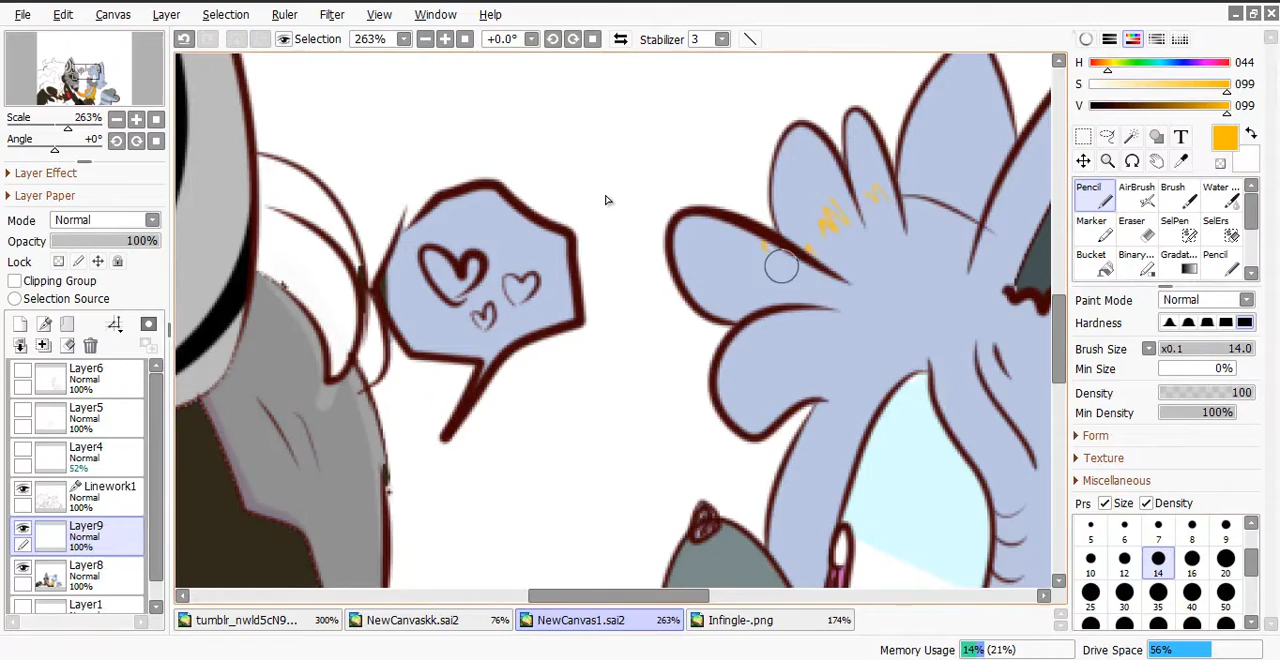 File Edit Canvas Layer Selection Ruler Filter View Window Help
Selection 263% +0.0° Stabilizer 3
Scale 263%
Angle +0°
Layer Effect
Layer Paper
Mode Normal
Opacity 100%
Lock
Clipping Group
Selection Source
Layer6
Normal
100%
Layer5
Normal
100%
Layer4
Normal
52%
Linework1
Normal
100%
Layer9
Normal
100%
Layer8
Normal
100%
Layer1
Normal
H 044
S 099
V 099
T
Pencil AirBrush Brush Water ...
Marker Eraser SelPen SelErs
Bucket Binary... Gradat... Pencil
Paint Mode Normal
Hardness
Brush Size x0.1 14.0
Min Size 0%
Density 100
Min Density 100%
Form
Texture
Miscellaneous
Prs Size Density
5 6 7 8 9
10 12 14 16 20
25 30 35 40 50
tumblr_nwld5cN9... 300% NewCanvaskk.sai2 76% NewCanvas1.sai2 263% Infingle-.png 174%
Memory Usage 14% (21%) Drive Space 56%